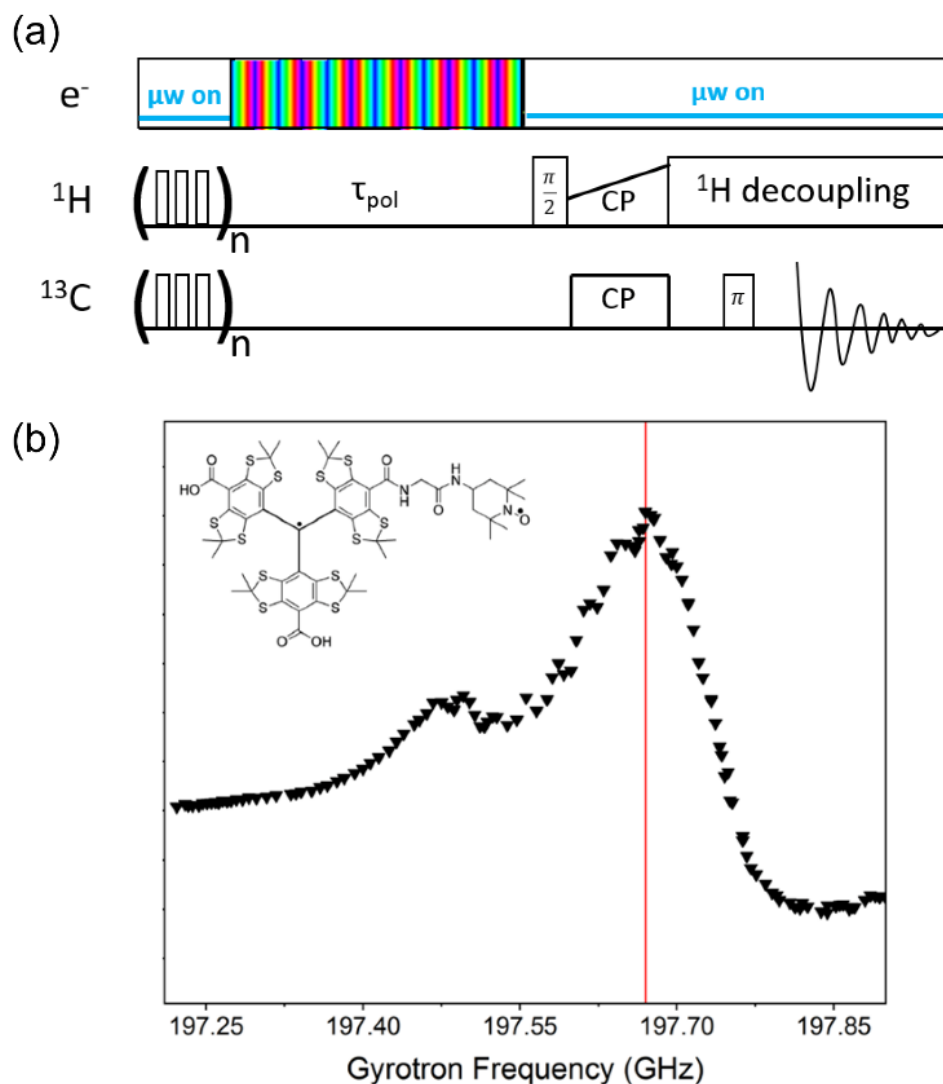 (a)
e-
μw on
μw on
1H
( )n
τpol
π/2
CP
1H decoupling
13C
( )n
CP
π
(b)
O
HO
S S S S
S S S S
O
N
H
O
H
N
N
O
S S
S S
O OH
197.25 197.40 197.55 197.70 197.85
Gyrotron Frequency (GHz)